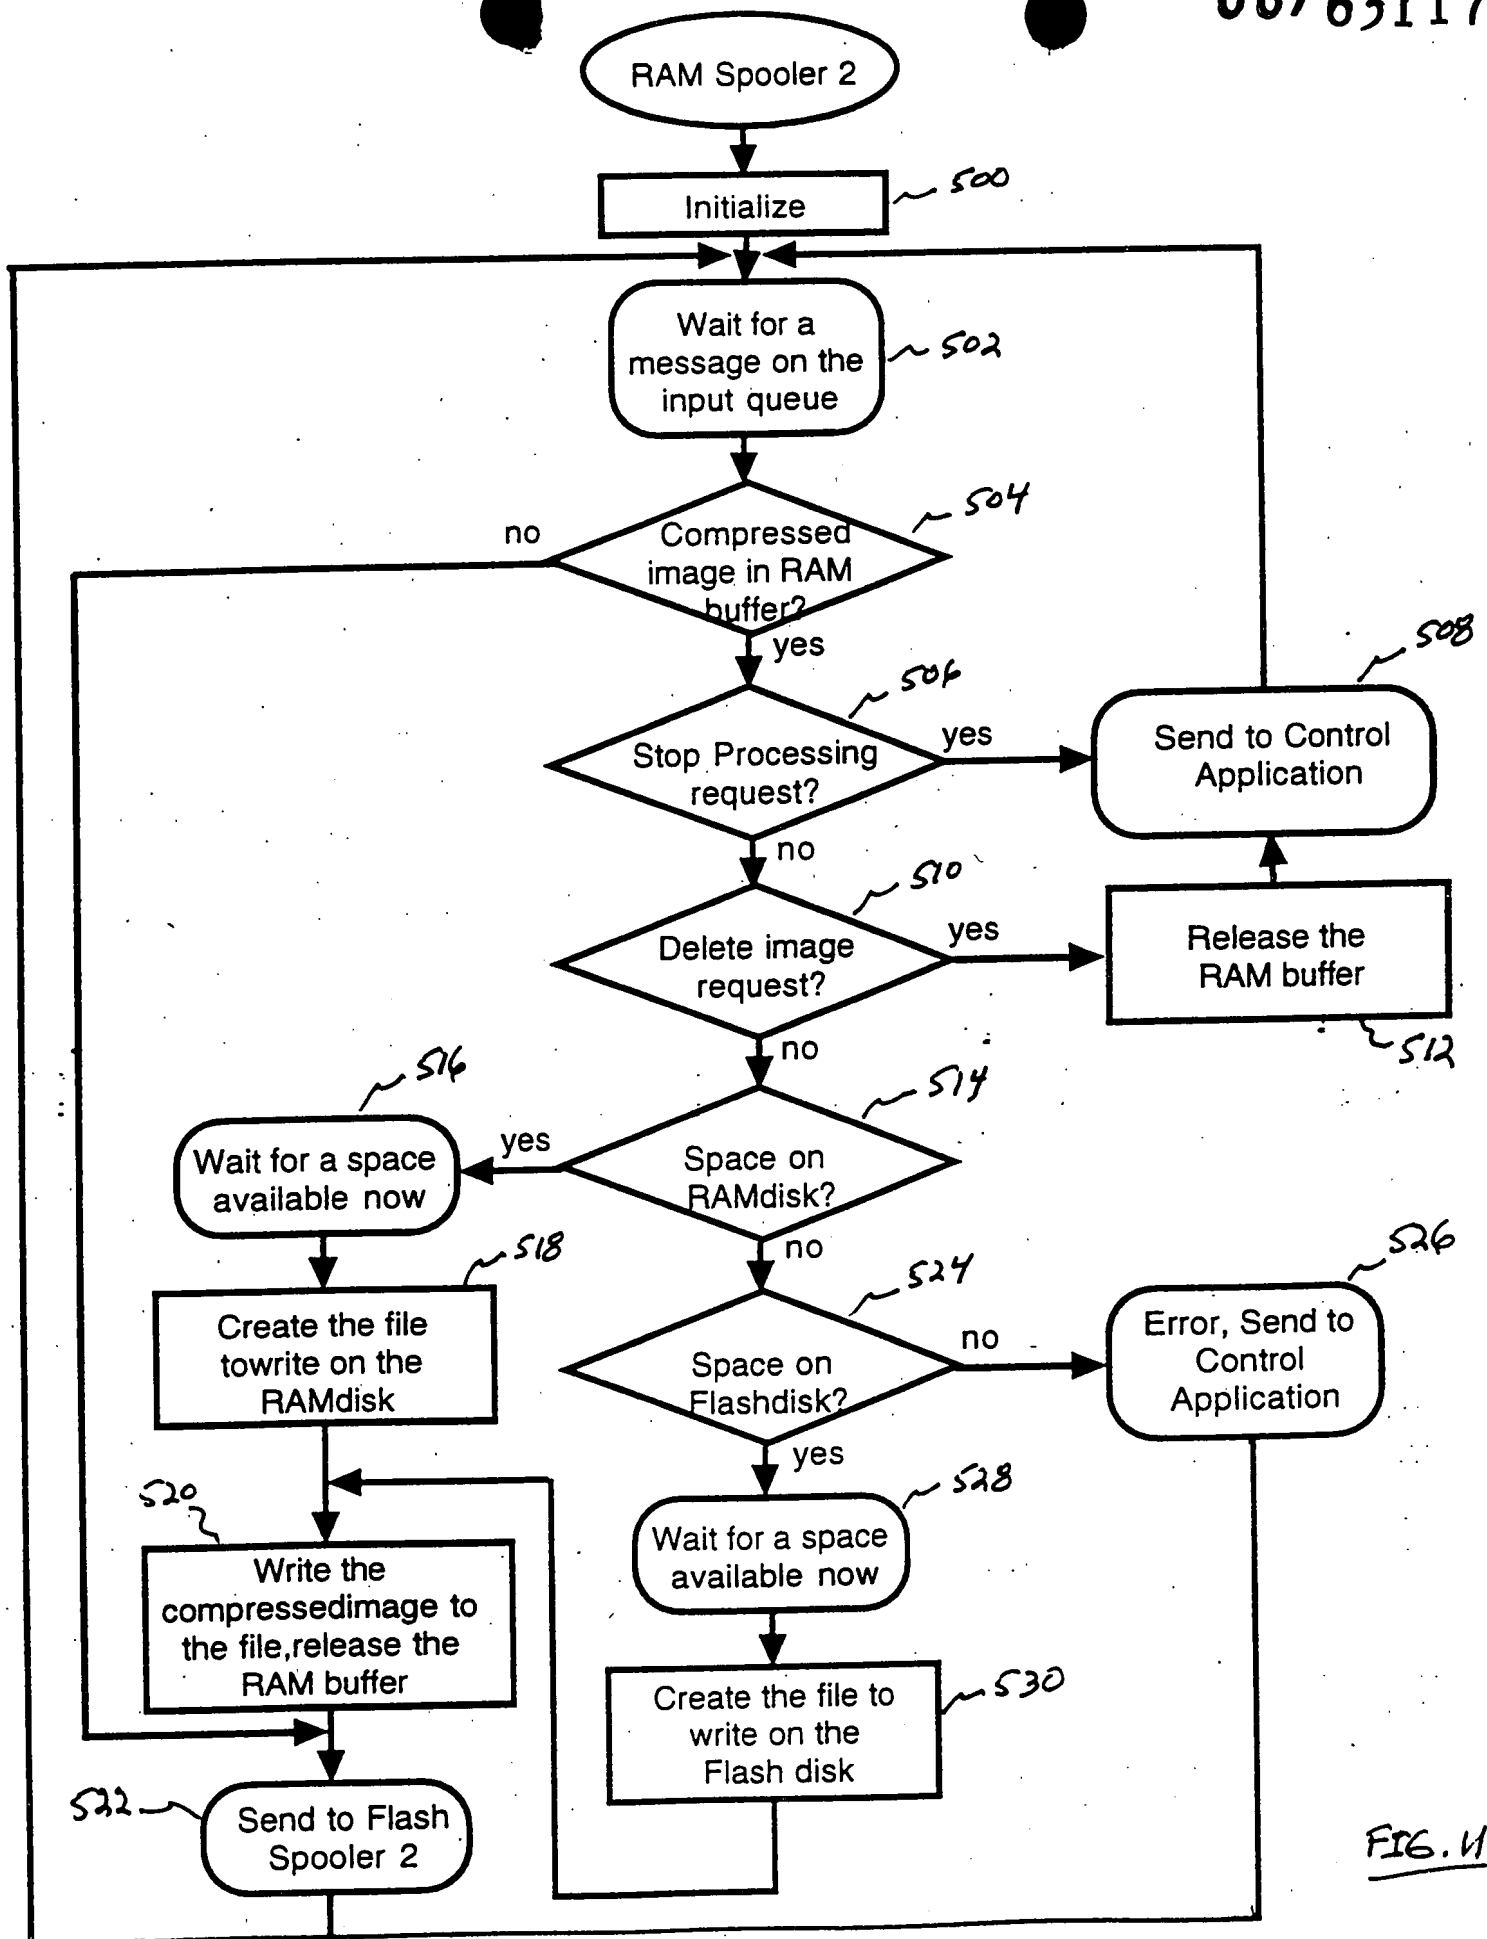 RAM Spooler 2
Initialize
500
Wait for a
message on the
input queue
502
no
Compressed
image in RAM
buffer?
504
yes
508
506
Stop Processing
request?
yes
Send to Control
Application
no
510
Delete image
request?
yes
Release the
RAM buffer
512
no
516
514
Wait for a space
available now
yes
Space on
RAMdisk?
no
518
524
526
Create the file
towrite on the
RAMdisk
Space on
Flashdisk?
no
Error, Send to
Control
Application
yes
520
528
Write the
compressedimage to
the file,release the
RAM buffer
Wait for a space
available now
530
Create the file to
write on the
Flash disk
522
Send to Flash
Spooler 2
FIG.